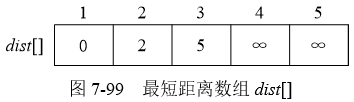 1 2 3 4 5
dist[] 0 2 5 ∞ ∞
图 7-99 最短距离数组 dist[]